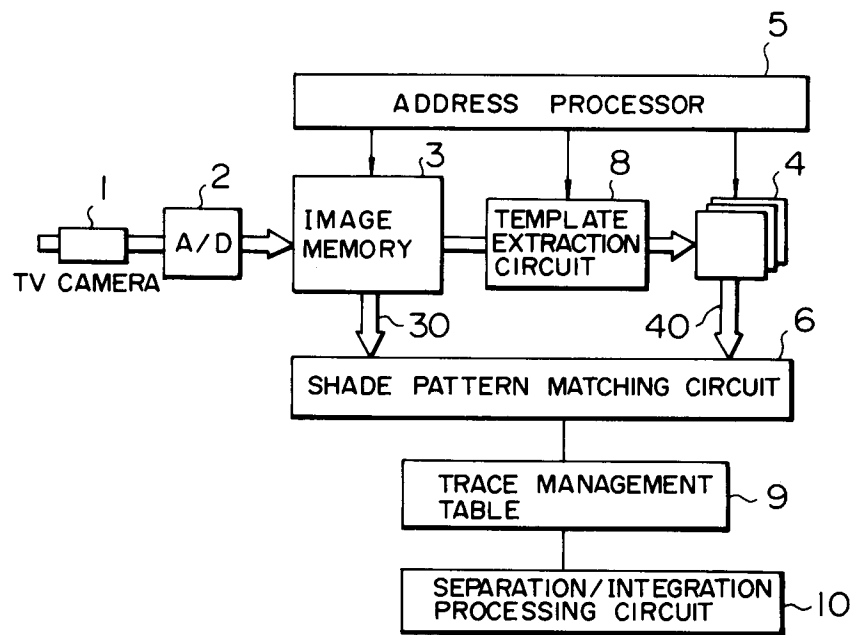 5
ADDRESS PROCESSOR
1
2
3
8
4
A/D
IMAGE
MEMORY
TEMPLATE
EXTRACTION
CIRCUIT
TV CAMERA
30
40
6
SHADE PATTERN MATCHING CIRCUIT
TRACE MANAGEMENT
TABLE
9
SEPARATION/INTEGRATION
PROCESSING CIRCUIT
10